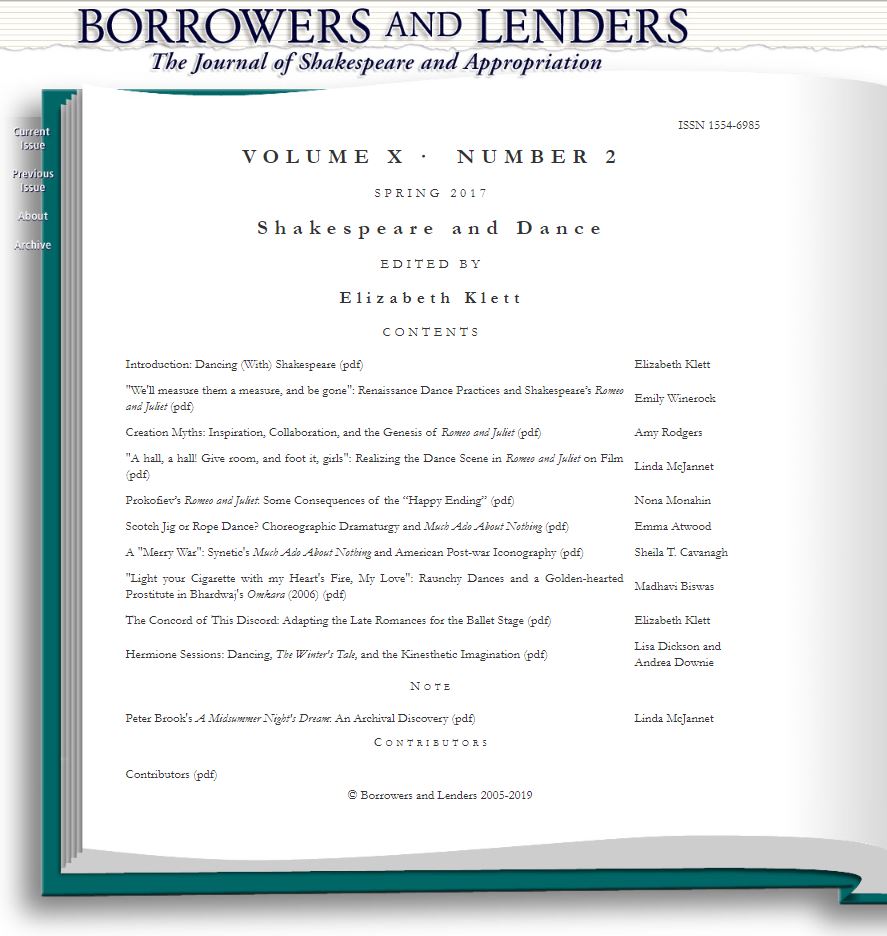 BORROWERS AND LENDERS
The Journal of Shakespeare and Appropriation
Current
Issue
Previous
Issue
About
Archive
ISSN 1554-6985
VOLUME X · NUMBER 2
SPRING 2017
Shakespeare and Dance
EDITED BY
Elizabeth Klett
CONTENTS
Introduction: Dancing (With) Shakespeare (pdf) Elizabeth Klett
"We'll measure them a measure, and be gone": Renaissance Dance Practices and Shakespeare's Romeo
and Juliet (pdf) Emily Winerock
Creation Myths: Inspiration, Collaboration, and the Genesis of Romeo and Juliet (pdf) Amy Rodgers
"A hall, a hall! Give room, and foot it, girls": Realizing the Dance Scene in Romeo and Juliet on Film
(pdf) Linda McJannet
Prokofiev's Romeo and Juliet: Some Consequences of the “Happy Ending” (pdf) Nona Monahin
Scotch Jig or Rope Dance? Choreographic Dramaturgy and Much Ado About Nothing (pdf) Emma Atwood
A "Merry War": Synetic's Much Ado About Nothing and American Post-war Iconography (pdf) Sheila T. Cavanagh
"Light your Cigarette with my Heart's Fire, My Love": Raunchy Dances and a Golden-hearted
Prostitute in Bhardwaj's Omkara (2006) (pdf) Madhavi Biswas
The Concord of This Discord: Adapting the Late Romances for the Ballet Stage (pdf) Elizabeth Klett
Hermione Sessions: Dancing, The Winter's Tale, and the Kinesthetic Imagination (pdf) Lisa Dickson and
Andrea Downie
NOTE
Peter Brook's A Midsummer Night's Dream: An Archival Discovery (pdf) Linda McJannet
CONTRIBUTORS
Contributors (pdf)
© Borrowers and Lenders 2005-2019